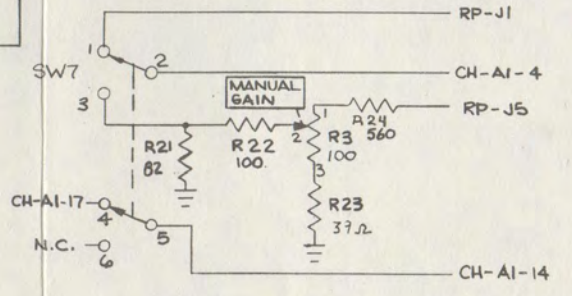 RP-J1
1
2
CH-A1-4
SW7
MANUAL
GAIN
3
1
R24
560
RP-J5
R21
82
R22
100.
2
R3
100
3
R23
39Ω
CH-A1-17
4
5
N.C.
6
CH-A1-14